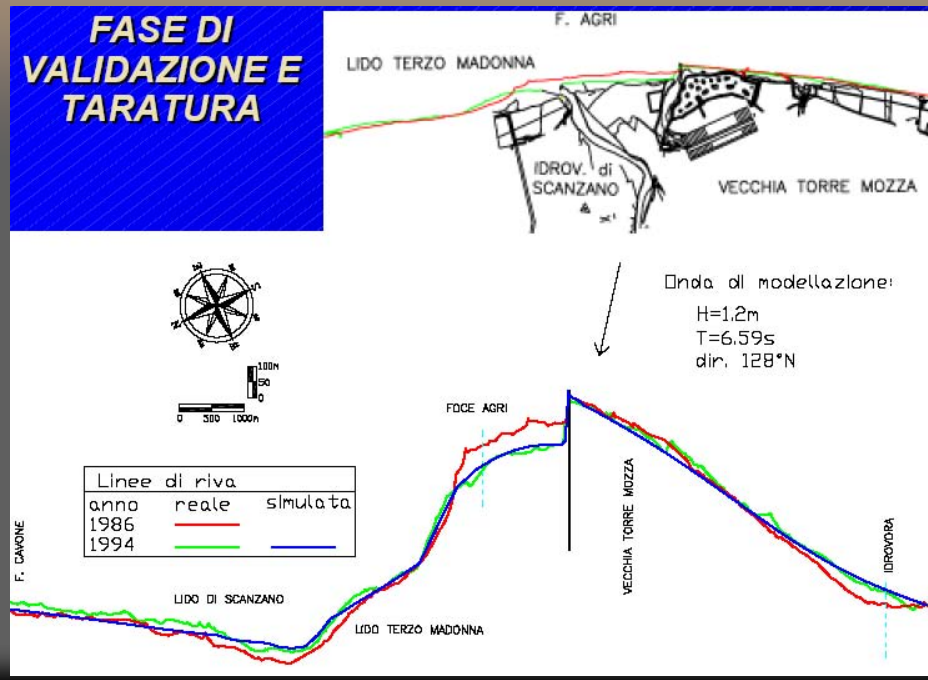 FASE DI
VALIDAZIONE E
TARATURA
F. AGRI
LIDO TERZO MADONNA
IDROV. di
SCANZANO
VECCHIA TORRE MOZZA
Onda di modellazione:
H=1.2m
T=6.59s
dir. 128°N
100m
50
0
0 500 1000m
FOCE AGRI
Linee di riva
anno reale simulata
1986
1994
F. CAVONE
LIDO DI SCANZANO
LIDO TERZO MADONNA
VECCHIA TORRE MOZZA
IDROVORA